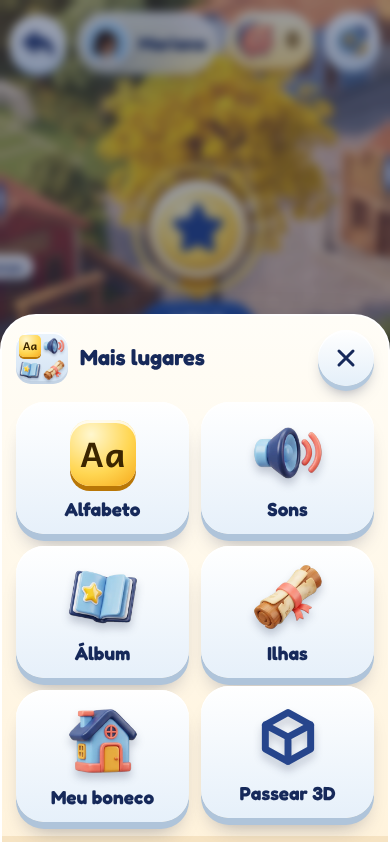 Mais lugares
Aa
Alfabeto
Sons
Álbum
Ilhas
Meu boneco
Passear 3D